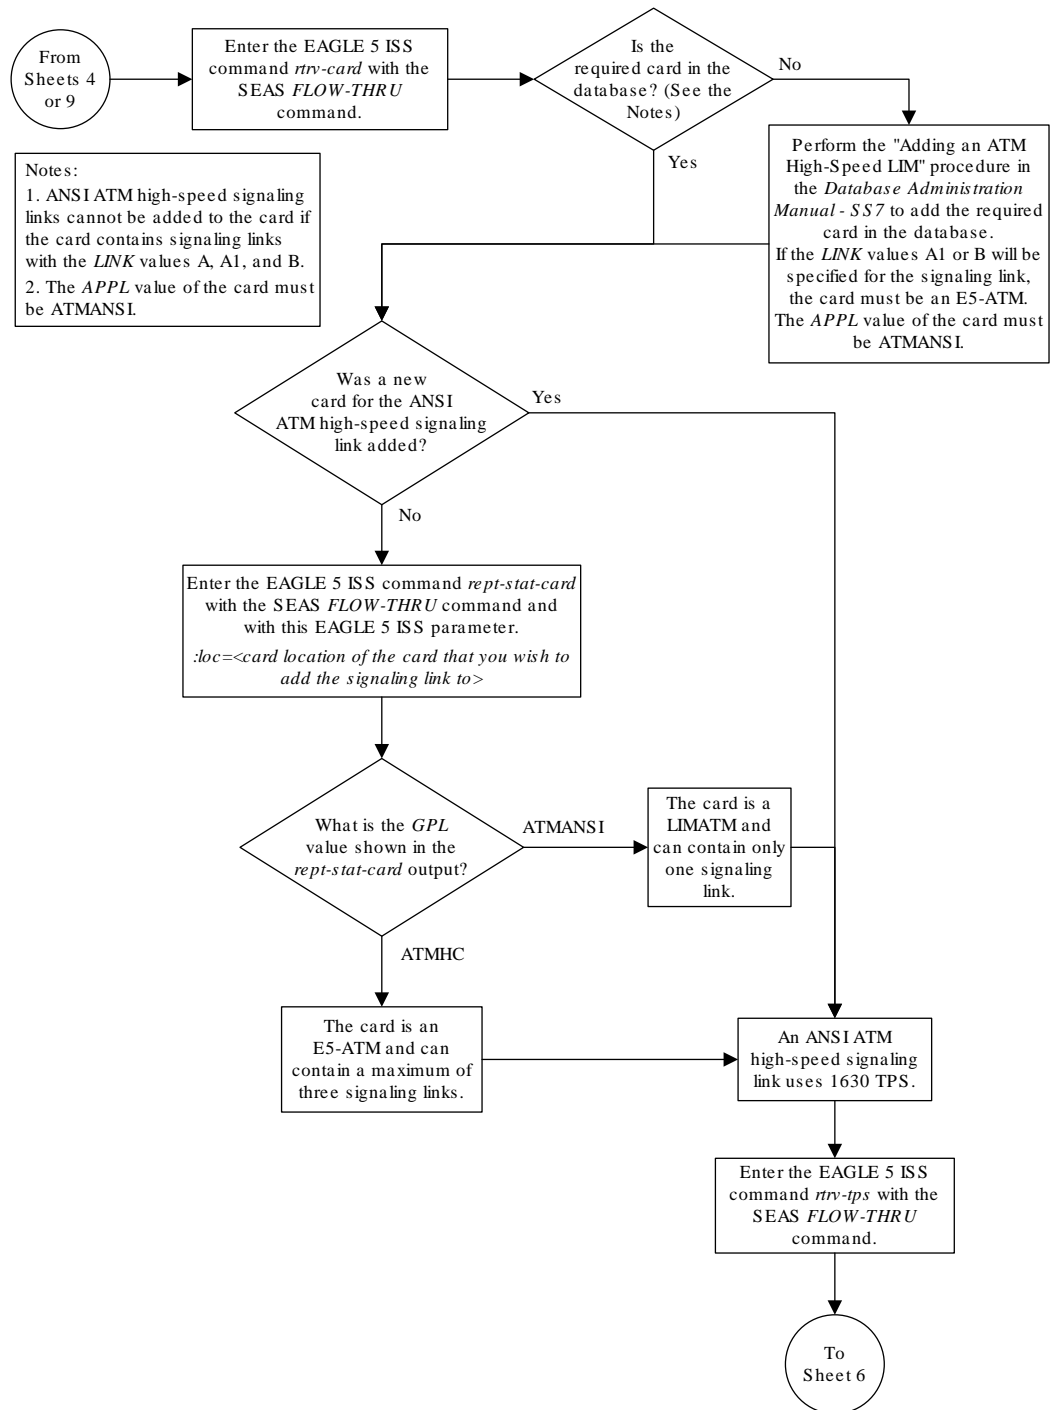 From
Sheets 4
or 9
Enter the EAGLE 5 ISS
command rtrv-card with the
SEAS FLOW-THRU
command.
Is the
required card in the
database? (See the
Notes)
No
Yes
Notes:
1. ANSI ATM high-speed signaling
links cannot be added to the card if
the card contains signaling links
with the LINK values A, A1, and B.
2. The APPL value of the card must
be ATMANSI.
Perform the "Adding an ATM
High-Speed LIM" procedure in
the Database Administration
Manual - SS7 to add the required
card in the database.
If the LINK values A1 or B will be
specified for the signaling link,
the card must be an E5-ATM.
The APPL value of the card must
be ATMANSI.
Was a new
card for the ANSI
ATM high-speed signaling
link added?
Yes
No
Enter the EAGLE 5 ISS command rept-stat-card
with the SEAS FLOW-THRU command and
with this EAGLE 5 ISS parameter.
:loc=<card location of the card that you wish to
add the signaling link to>
What is the GPL
value shown in the
rept-stat-card output?
ATMANSI
The card is a
LIMATM and
can contain only
one signaling
link.
ATMHC
The card is an
E5-ATM and can
contain a maximum of
three signaling links.
An ANSI ATM
high-speed signaling
link uses 1630 TPS.
Enter the EAGLE 5 ISS
command rtrv-tps with the
SEAS FLOW-THRU
command.
To
Sheet 6